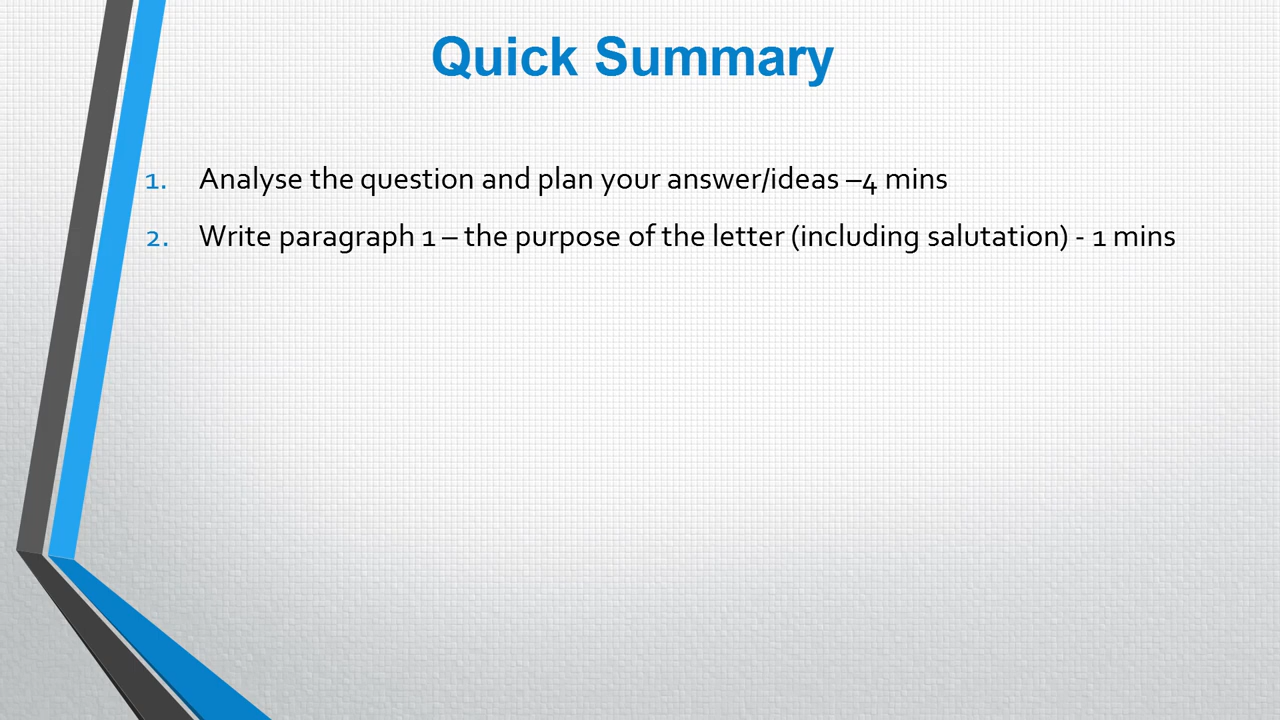 Quick Summary
1. Analyse the question and plan your answer/ideas –4 mins
2. Write paragraph 1 – the purpose of the letter (including salutation) - 1 mins